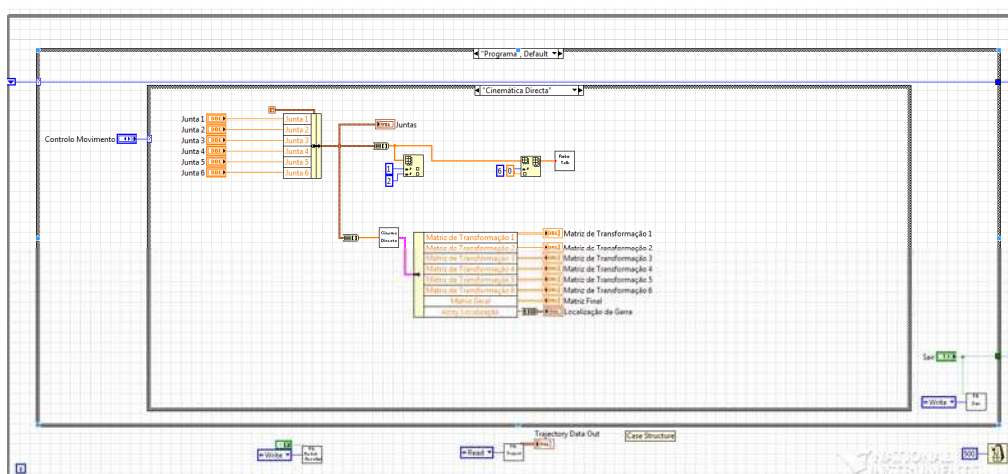 "Programa", Default
"Cinemática Directa"
Controlo Movimento
Junta 1
Junta 2
Junta 3
Junta 4
Junta 5
Junta 6
Junta 1
Junta 2
Junta 3
Junta 4
Junta 5
Junta 6
Juntas
1
2
6
0
Matriz de Transformação 1
Matriz de Transformação 2
Matriz de Transformação 3
Matriz de Transformação 4
Matriz de Transformação 5
Matriz de Transformação 6
Matriz Geral
Array Localização
Matriz de Transformação 1
Matriz de Transformação 2
Matriz de Transformação 3
Matriz de Transformação 4
Matriz de Transformação 5
Matriz de Transformação 6
Matriz Final
Localização da Garra
Sair
Write
Write
Read
Trajectory Data Out
Case Structure
500
i
NATIONAL